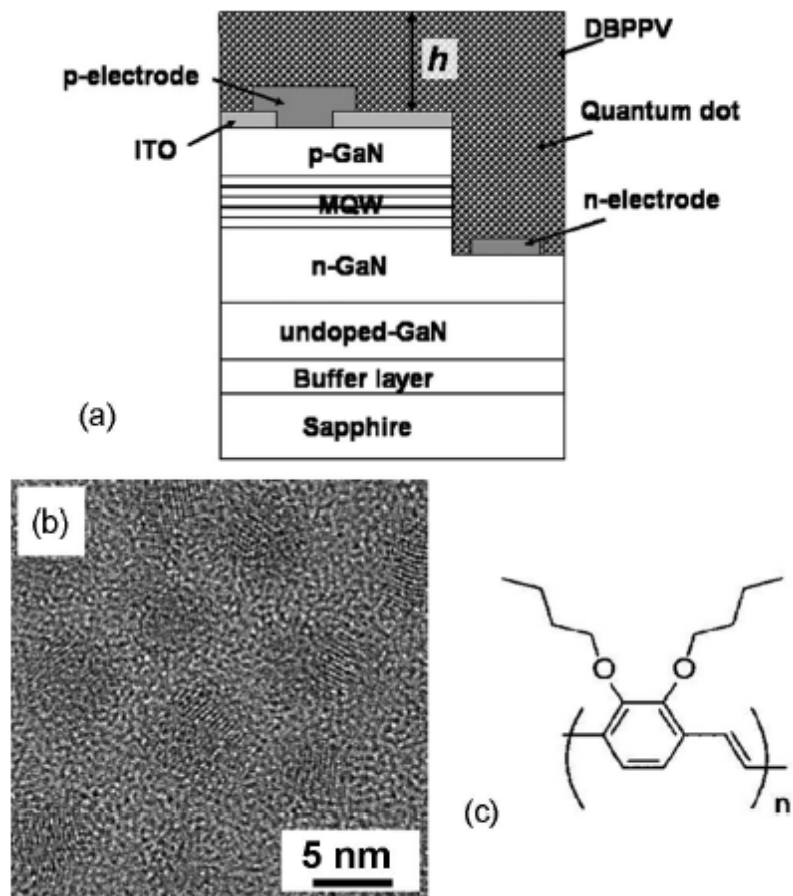 DBPPV
h
p-electrode
Quantum dot
ITO
p-GaN
MQW
n-electrode
n-GaN
undoped-GaN
Buffer layer
(a)
Sapphire
(b)
5 nm
O O
n
(c)